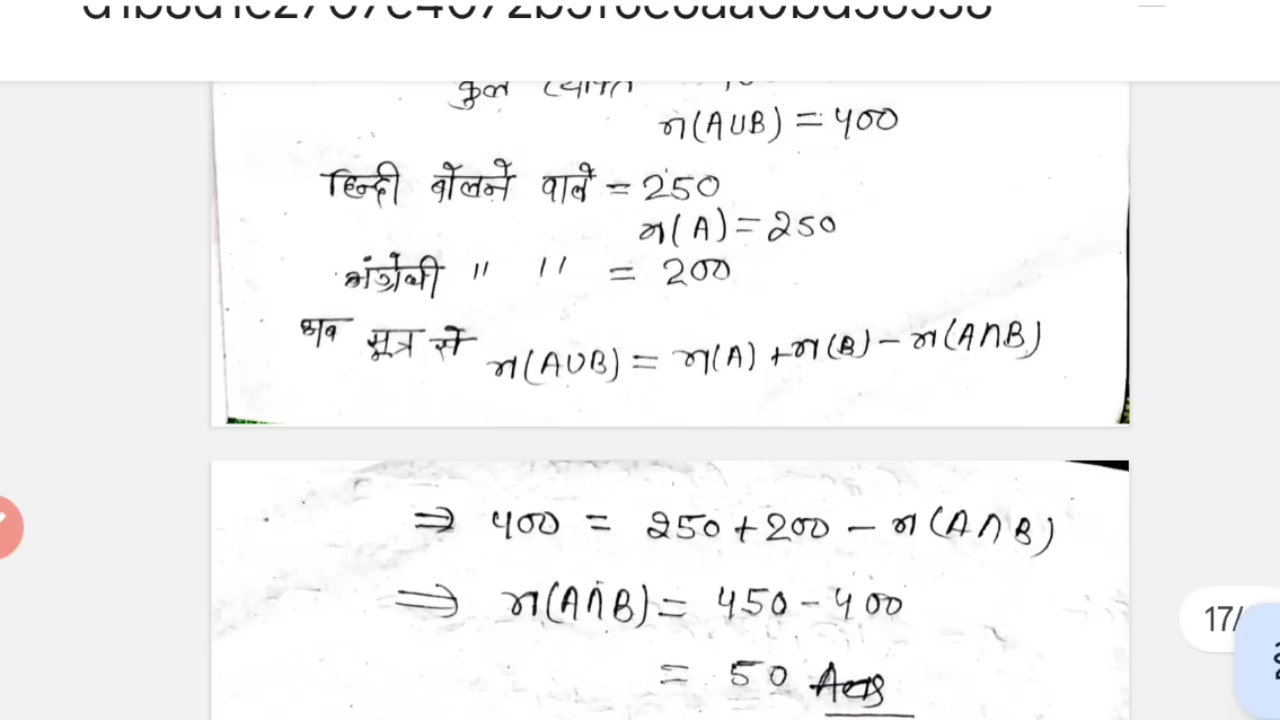 कुल
n(A∪B) = 400
हिन्दी बोलने वाले = 250
n(A) = 250
अंग्रेजी " " = 200
अब सूत्र से n(A∪B) = n(A) + n(B) - n(A∩B)
⇒ 400 = 250 + 200 - n(A∩B)
⇒ n(A∩B) = 450 - 400
= 50 Ans
17/